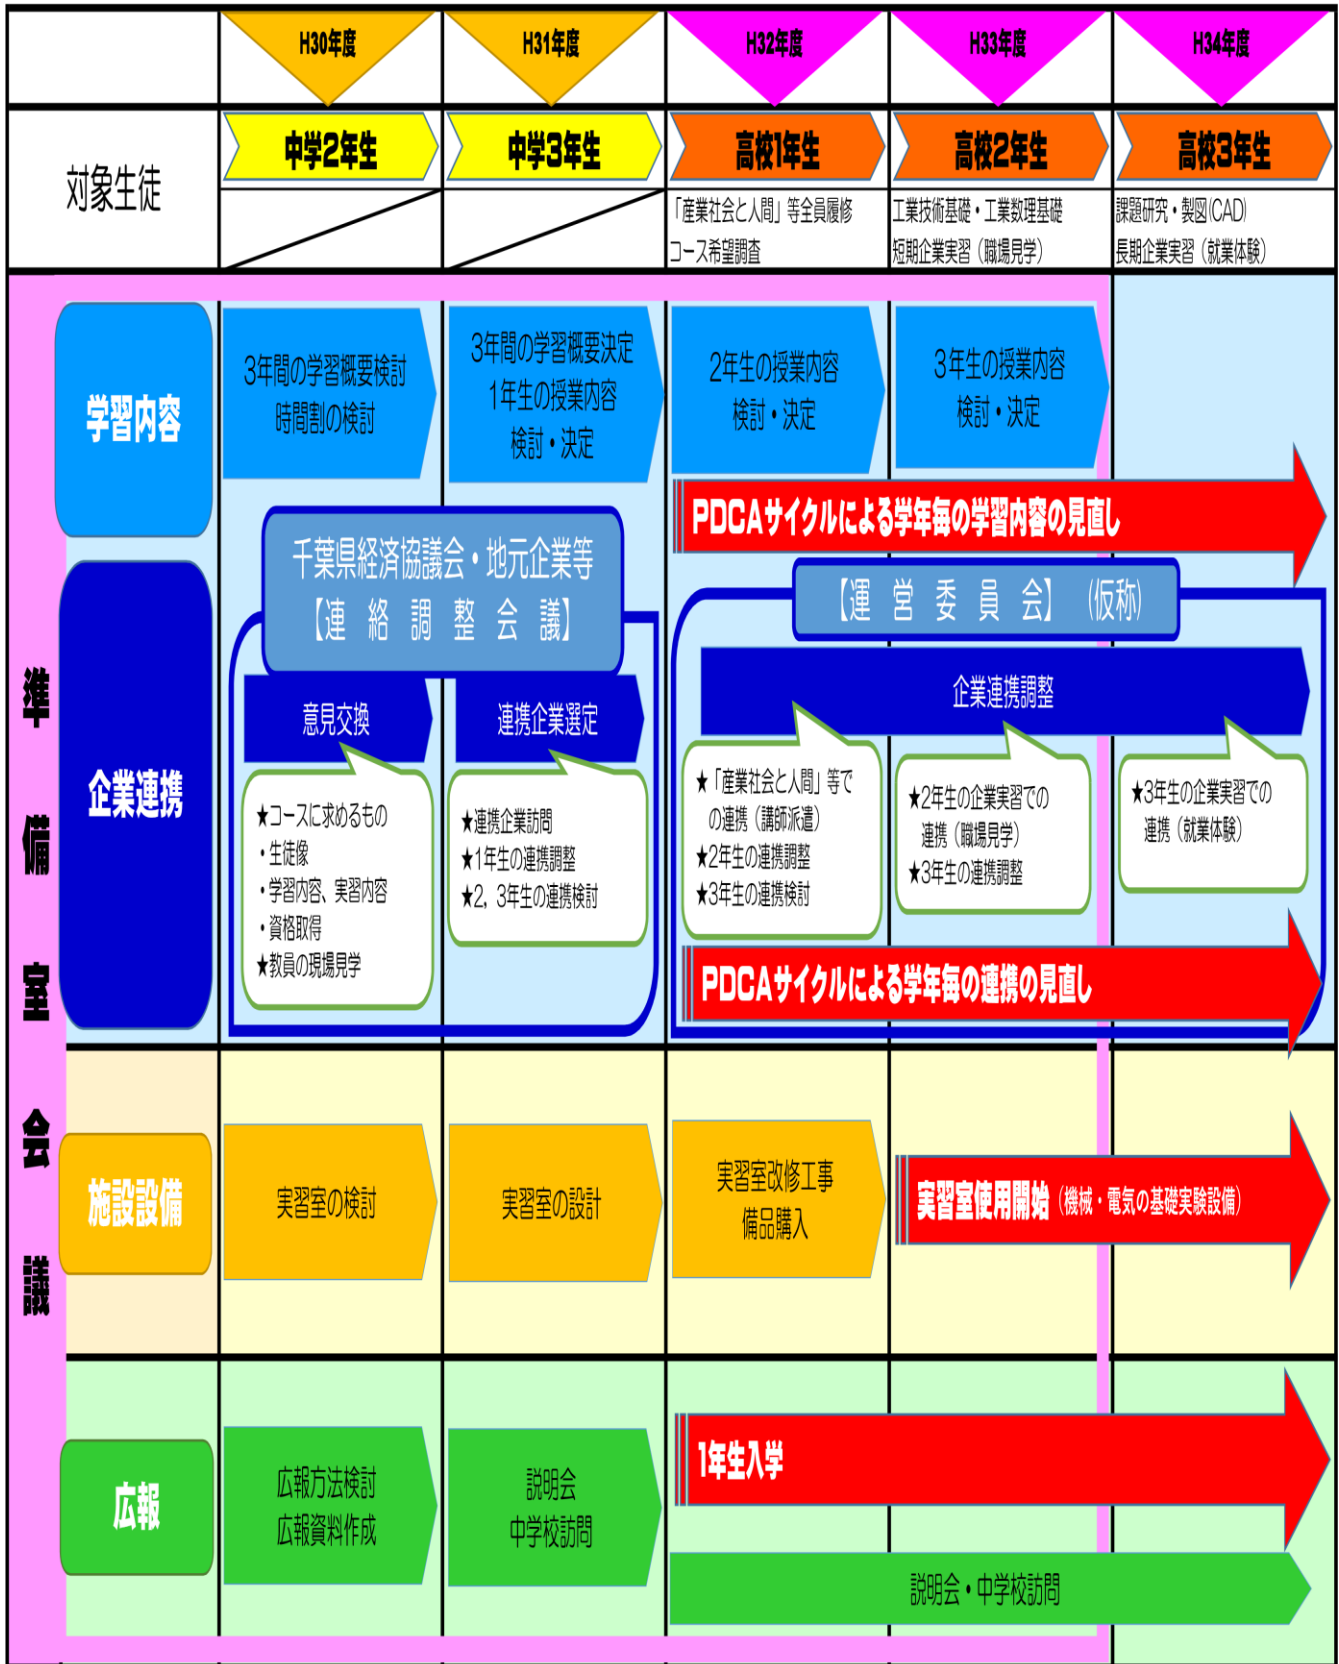 H30年度
H31年度
H32年度
H33年度
H34年度
対象生徒
中学2年生
中学3年生
高校1年生
高校2年生
高校3年生
「産業社会と人間」等全員履修
コース希望調査
工業技術基礎・工業数理基礎
短期企業実習（職場見学）
課題研究・製図(CAD)
長期企業実習（就業体験）
準備室会議
学習内容
3年間の学習概要検討
時間割の検討
3年間の学習概要決定
1年生の授業内容
検討・決定
2年生の授業内容
検討・決定
3年生の授業内容
検討・決定
PDCAサイクルによる学年毎の学習内容の見直し
企業連携
千葉県経済協議会・地元企業等
【連絡調整会議】
【運営委員会】（仮称）
意見交換
連携企業選定
企業連携調整
★コースに求めるもの
・生徒像
・学習内容、実習内容
・資格取得
★教員の現場見学
★連携企業訪問
★1年生の連携調整
★2，3年生の連携検討
★「産業社会と人間」等で
の連携（講師派遣）
★2年生の連携調整
★3年生の連携検討
★2年生の企業実習での
連携（職場見学）
★3年生の連携調整
★3年生の企業実習での
連携（就業体験）
PDCAサイクルによる学年毎の連携の見直し
施設設備
実習室の検討
実習室の設計
実習室改修工事
備品購入
実習室使用開始（機械・電気の基礎実験設備）
広報
広報方法検討
広報資料作成
説明会
中学校訪問
1年生入学
説明会・中学校訪問